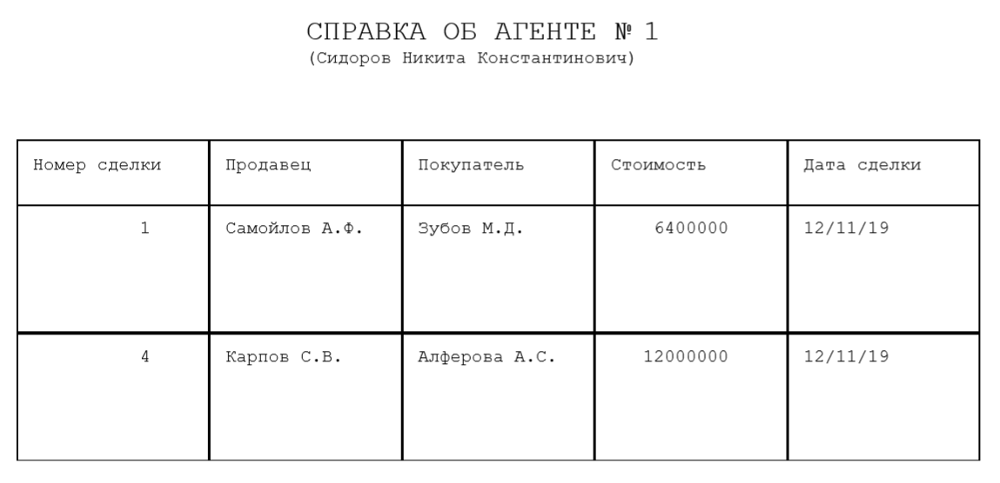 СПРАВКА ОБ АГЕНТЕ № 1
(Сидоров Никита Константинович)
Номер сделки Продавец Покупатель Стоимость Дата сделки
1 Самойлов А.Ф. Зубов М.Д. 6400000 12/11/19
4 Карпов С.В. Алферова А.С. 12000000 12/11/19